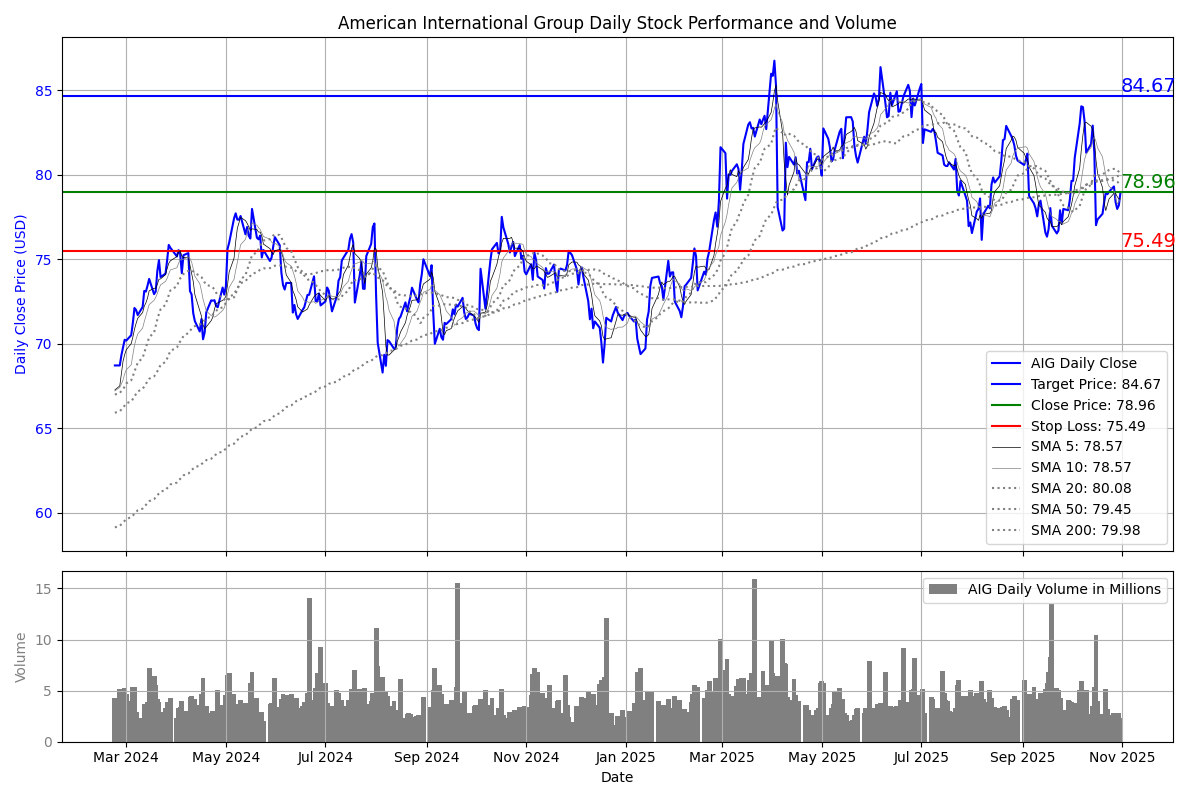 American International Group Daily Stock Performance and Volume
Daily Close Price (USD)
85
80
75
70
65
60
84.67
78.96
75.49
AIG Daily Close
Target Price: 84.67
Close Price: 78.96
Stop Loss: 75.49
SMA 5: 78.57
SMA 10: 78.57
SMA 20: 80.08
SMA 50: 79.45
SMA 200: 79.98
Volume
15
10
5
0
AIG Daily Volume in Millions
Mar 2024 May 2024 Jul 2024 Sep 2024 Nov 2024 Jan 2025 Mar 2025 May 2025 Jul 2025 Sep 2025 Nov 2025
Date